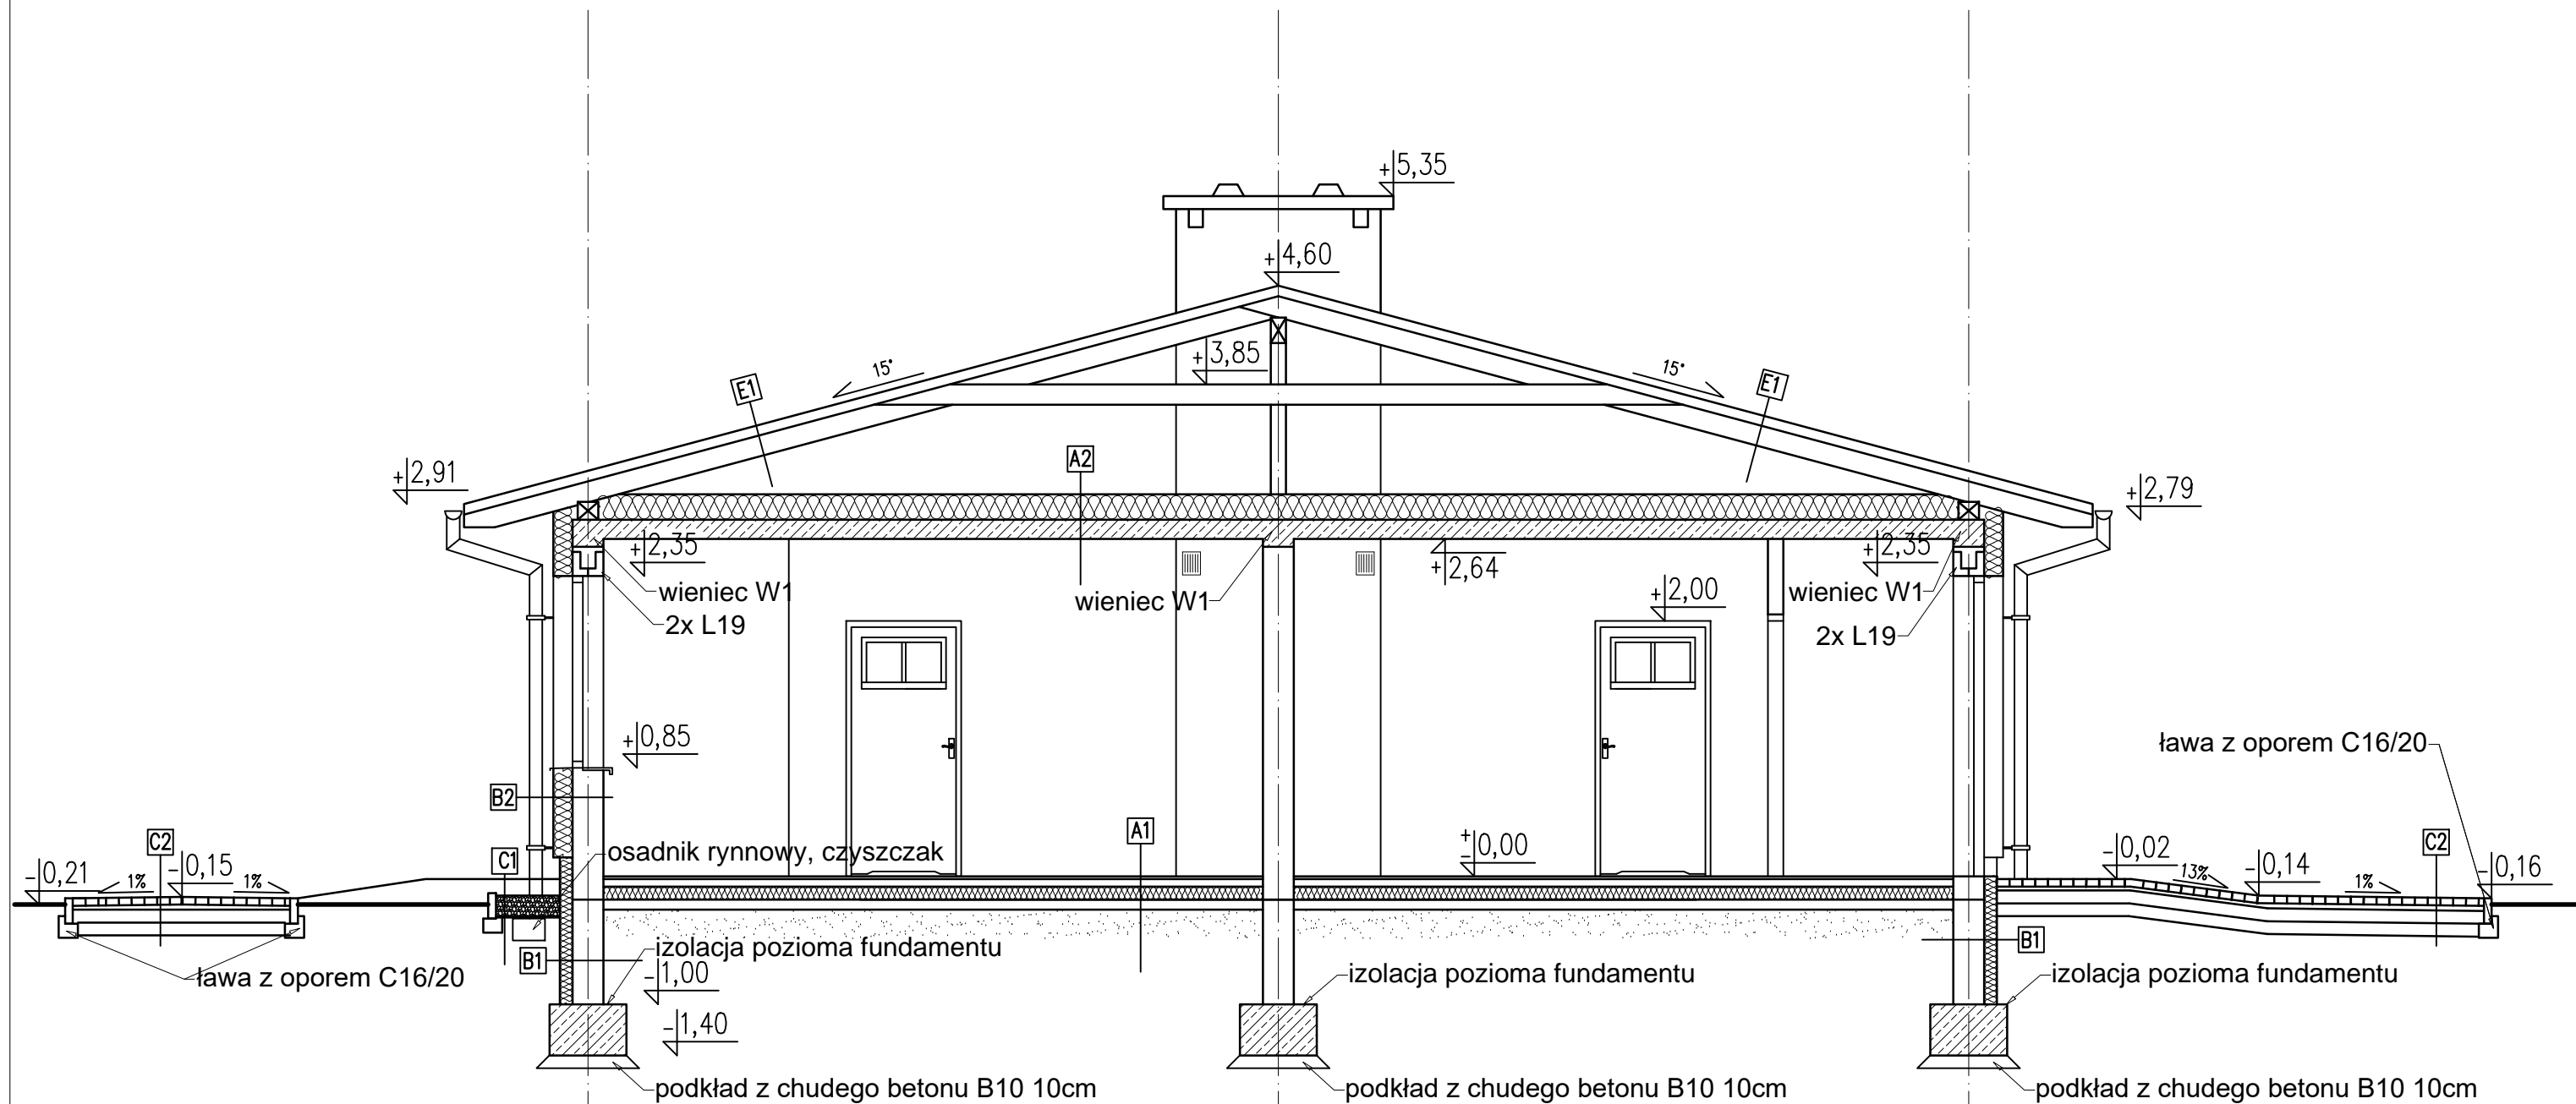 +5,35
+4,60
+3,85
15°
15°
E1
E1
A2
+2,91
+2,79
+2,35
+2,64
+2,35
wieniec W1
wieniec W1
wieniec W1
2x L19
+2,00
2x L19
+0,85
ława z oporem C16/20
B2
A1
C2
C1
osadnik rynnowy, czyszczak
±0,00
C2
-0,21
1%
-0,15
1%
-0,02
13%
-0,14
1%
-0,16
B1
izolacja pozioma fundamentu
B1
ława z oporem C16/20
-1,00
izolacja pozioma fundamentu
izolacja pozioma fundamentu
-1,40
podkład z chudego betonu B10 10cm
podkład z chudego betonu B10 10cm
podkład z chudego betonu B10 10cm